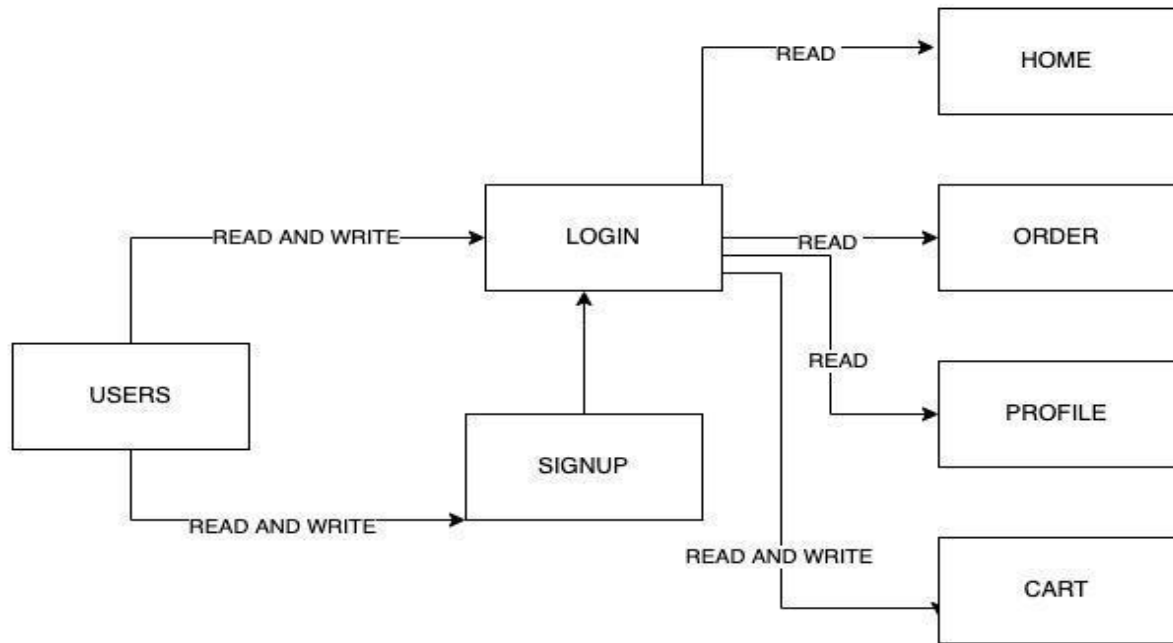 READ
HOME
READ AND WRITE
LOGIN
READ
ORDER
USERS
READ
PROFILE
SIGNUP
READ AND WRITE
READ AND WRITE
CART